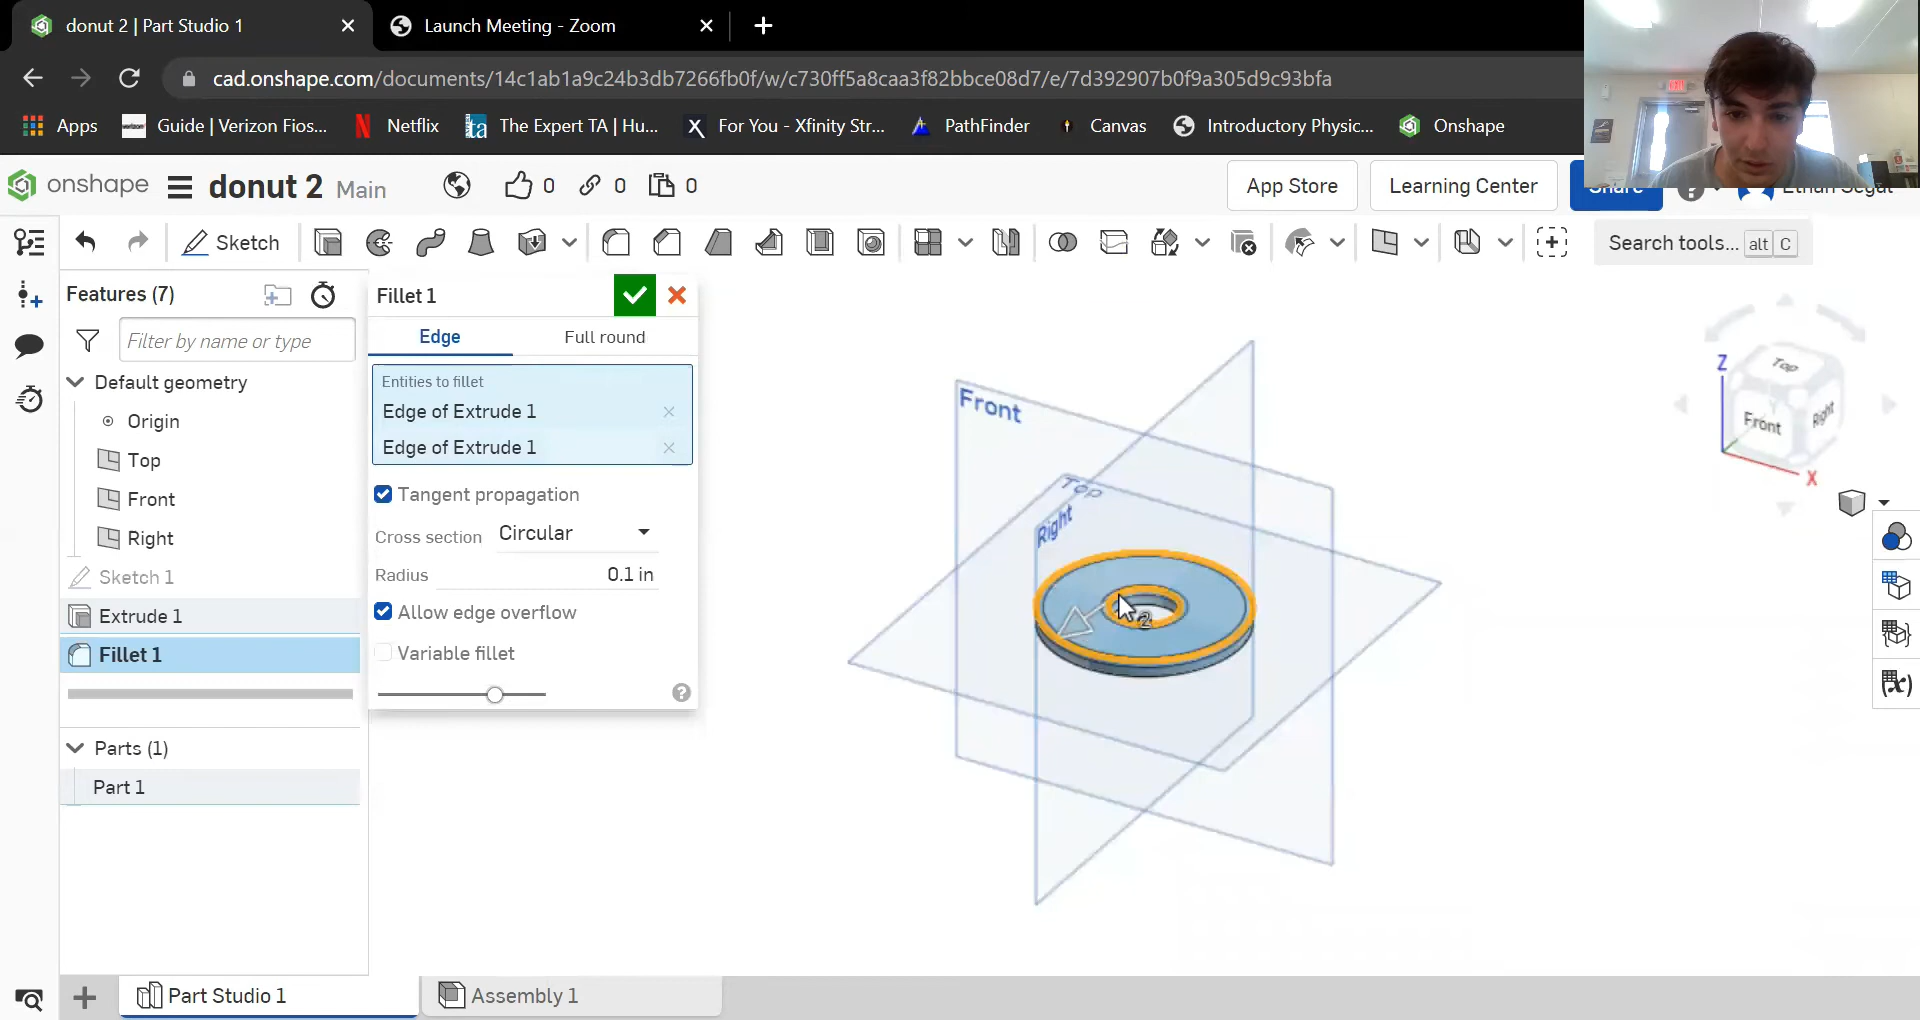 donut 2 | Part Studio 1
Launch Meeting - Zoom
cad.onshape.com/documents/14c1ab1a9c24b3db7266fb0f/w/c730ff5a8caa3f82bbce08d7/e/7d392907b0f9a305d9c93bfa
Apps
Guide | Verizon Fios...
Netflix
The Expert TA | Hu...
For You - Xfinity Str...
PathFinder
Canvas
Introductory Physic...
Onshape
onshape
donut 2 Main
0
0
0
App Store
Learning Center
Share
Sketch
Search tools... alt C
Features (7)
Filter by name or type
Default geometry
Origin
Top
Front
Right
Sketch 1
Extrude 1
Fillet 1
Parts (1)
Part 1
Fillet 1
Edge
Full round
Entities to fillet
Edge of Extrude 1
Edge of Extrude 1
Tangent propagation
Cross section Circular
Radius 0.1 in
Allow edge overflow
Variable fillet
Front
Top
Right
2
Z
Top
Front
Right
X
Part Studio 1
Assembly 1